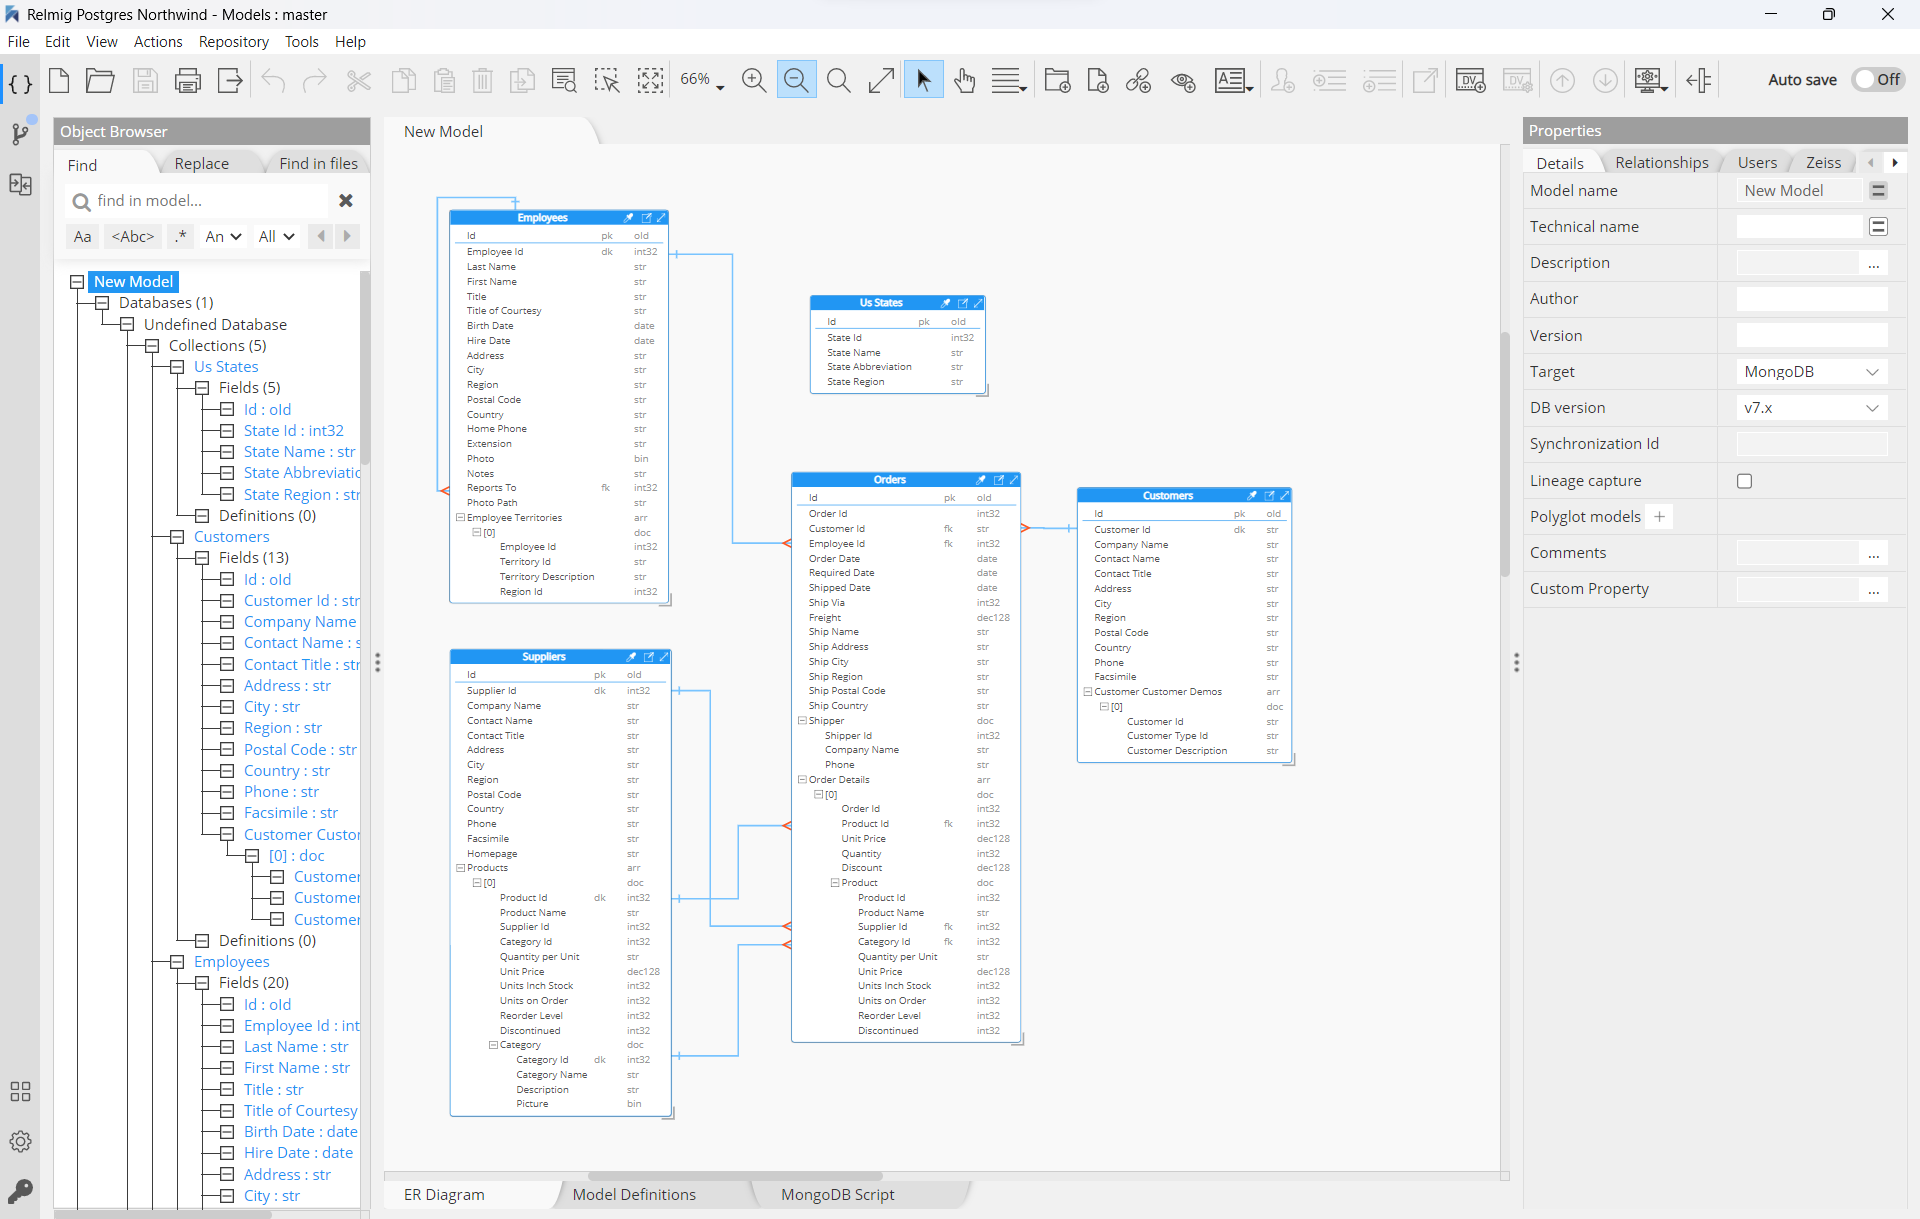 Relmig Postgres Northwind - Models : master
File Edit View Actions Repository Tools Help
66%
Auto save Off
Object Browser
Find Replace Find in files
find in model...
Aa <Abc> .* An All
New Model
Databases (1)
Undefined Database
Collections (5)
Us States
Fields (5)
Id : oId
State Id : int32
State Name : str
State Abbreviatic
State Region : str
Definitions (0)
Customers
Fields (13)
Id : oId
Customer Id : str
Company Name
Contact Name : s
Contact Title : str
Address : str
City : str
Region : str
Postal Code : str
Country : str
Phone : str
Facsimile : str
Customer Custor
[0] : doc
Customer
Customer
Customer
Definitions (0)
Employees
Fields (20)
Id : oId
Employee Id : int
Last Name : str
First Name : str
Title : str
Title of Courtesy
Birth Date : date
Hire Date : date
Address : str
City : str
New Model
Employees
Id pk oId
Employee Id dk int32
Last Name str
First Name str
Title str
Title of Courtesy str
Birth Date date
Hire Date date
Address str
City str
Region str
Postal Code str
Country str
Home Phone str
Extension str
Photo bin
Notes str
Reports To fk int32
Photo Path str
Employee Territories arr
[0] doc
Employee Id int32
Territory Id str
Territory Description str
Region Id int32
Us States
Id pk oId
State Id int32
State Name str
State Abbreviation str
State Region str
Suppliers
Id pk oId
Supplier Id dk int32
Company Name str
Contact Name str
Contact Title str
Address str
City str
Region str
Postal Code str
Country str
Phone str
Facsimile str
Homepage str
Products arr
[0] doc
Product Id dk int32
Product Name str
Supplier Id int32
Category Id int32
Quantity per Unit str
Unit Price dec128
Units Inch Stock int32
Units on Order int32
Reorder Level int32
Discontinued int32
Category doc
Category Id dk int32
Category Name str
Description str
Picture bin
Orders
Id pk oId
Order Id int32
Customer Id fk str
Employee Id fk int32
Order Date date
Required Date date
Shipped Date date
Ship Via int32
Freight dec128
Ship Name str
Ship Address str
Ship City str
Ship Region str
Ship Postal Code str
Ship Country str
Shipper doc
Shipper Id int32
Company Name str
Phone str
Order Details arr
[0] doc
Order Id int32
Product Id fk int32
Unit Price dec128
Quantity int32
Discount dec128
Product doc
Product Id int32
Product Name str
Supplier Id fk int32
Category Id fk int32
Quantity per Unit str
Unit Price dec128
Units Inch Stock int32
Units on Order int32
Reorder Level int32
Discontinued int32
Customers
Id pk oId
Customer Id dk str
Company Name str
Contact Name str
Contact Title str
Address str
City str
Region str
Postal Code str
Country str
Phone str
Facsimile str
Customer Customer Demos arr
[0] doc
Customer Id str
Customer Type Id str
Customer Description str
ER Diagram Model Definitions MongoDB Script
Properties
Details Relationships Users Zeiss
Model name New Model
Technical name
Description ...
Author
Version
Target MongoDB
DB version v7.x
Synchronization Id
Lineage capture
Polyglot models +
Comments ...
Custom Property ...